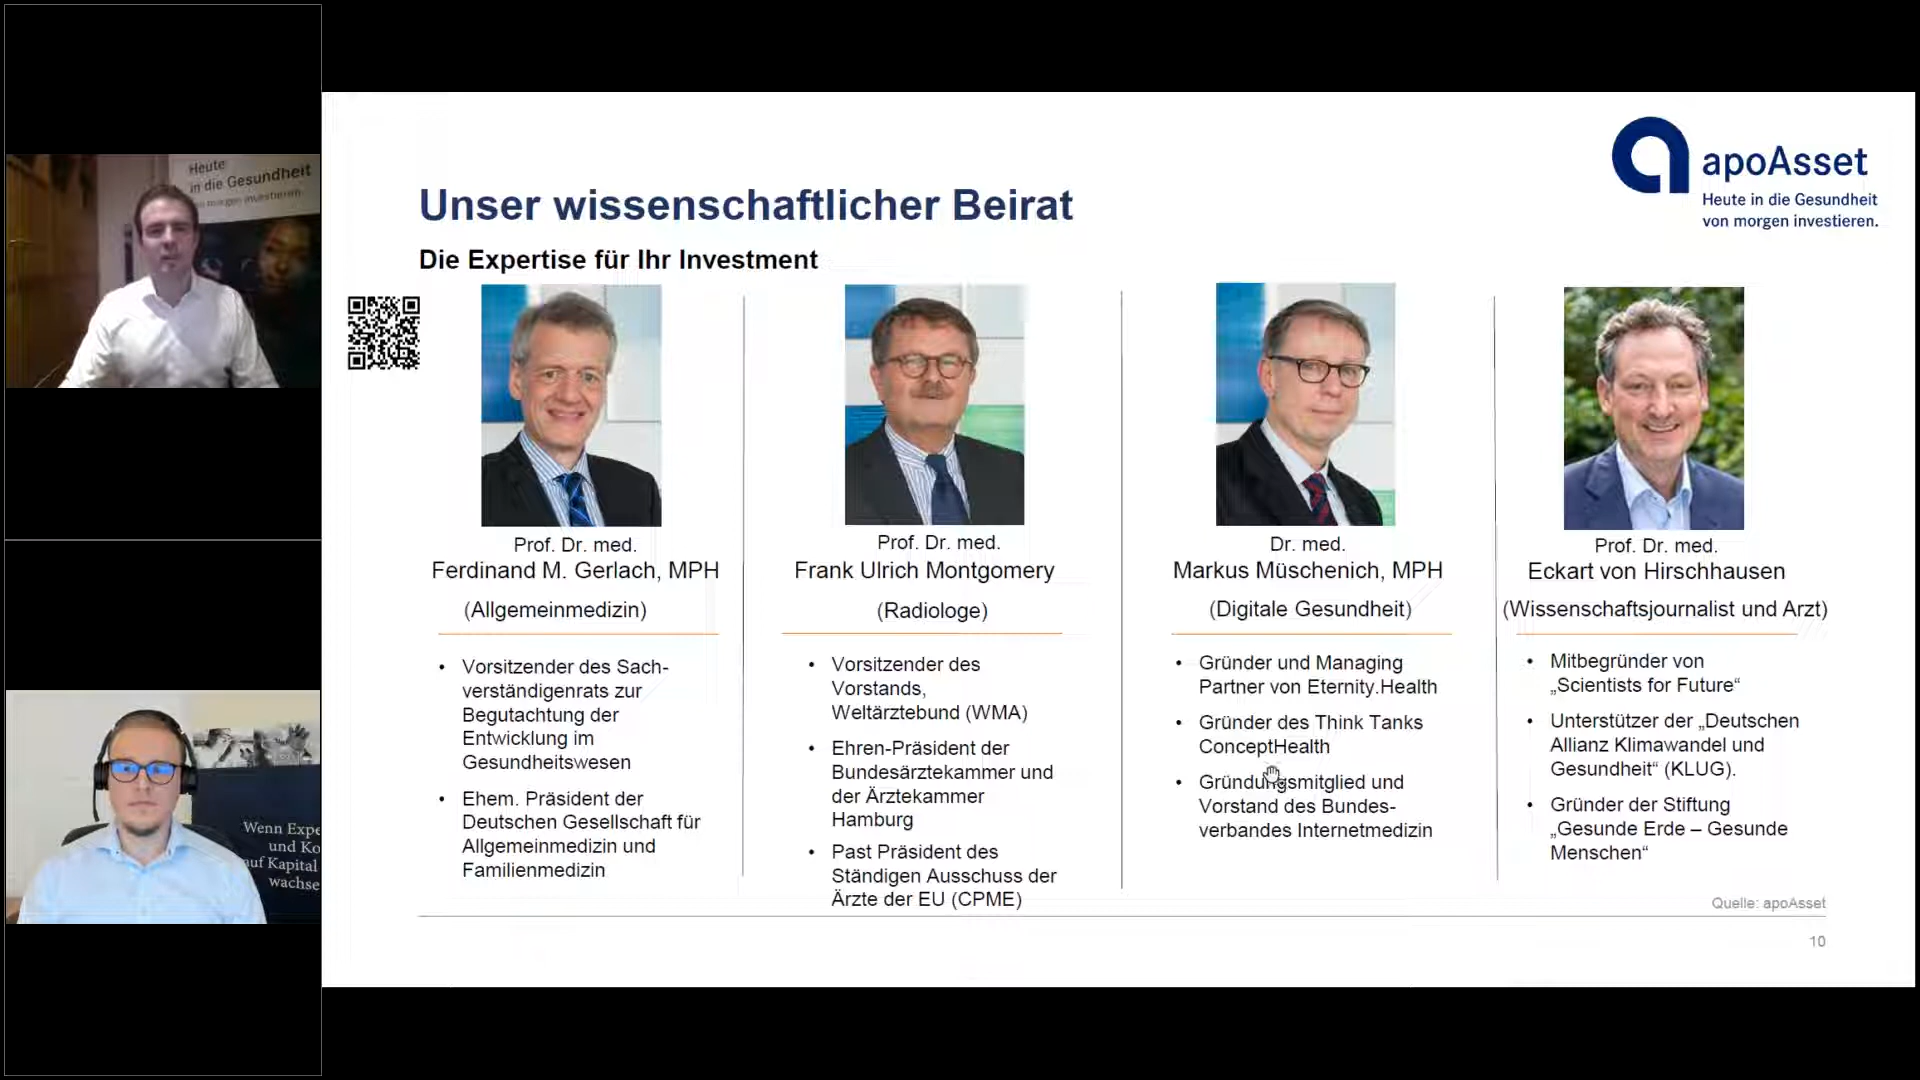 Heute
in die Gesundheit
von morgen investieren.
Wenn Expe
und Ko
auf Kapital
wachse
apoAsset
Heute in die Gesundheit
von morgen investieren.
Unser wissenschaftlicher Beirat
Die Expertise für Ihr Investment
Prof. Dr. med.
Ferdinand M. Gerlach, MPH
(Allgemeinmedizin)
• Vorsitzender des Sach-
verständigenrats zur
Begutachtung der
Entwicklung im
Gesundheitswesen
• Ehem. Präsident der
Deutschen Gesellschaft für
Allgemeinmedizin und
Familienmedizin
Prof. Dr. med.
Frank Ulrich Montgomery
(Radiologe)
• Vorsitzender des
Vorstands,
Weltärztebund (WMA)
• Ehren-Präsident der
Bundesärztekammer und
der Ärztekammer
Hamburg
• Past Präsident des
Ständigen Ausschuss der
Ärzte der EU (CPME)
Dr. med.
Markus Müschenich, MPH
(Digitale Gesundheit)
• Gründer und Managing
Partner von Eternity.Health
• Gründer des Think Tanks
ConceptHealth
• Gründungsmitglied und
Vorstand des Bundes-
verbandes Internetmedizin
Prof. Dr. med.
Eckart von Hirschhausen
(Wissenschaftsjournalist und Arzt)
• Mitbegründer von
„Scientists for Future“
• Unterstützer der „Deutschen
Allianz Klimawandel und
Gesundheit“ (KLUG).
• Gründer der Stiftung
„Gesunde Erde – Gesunde
Menschen“
Quelle: apoAsset
10